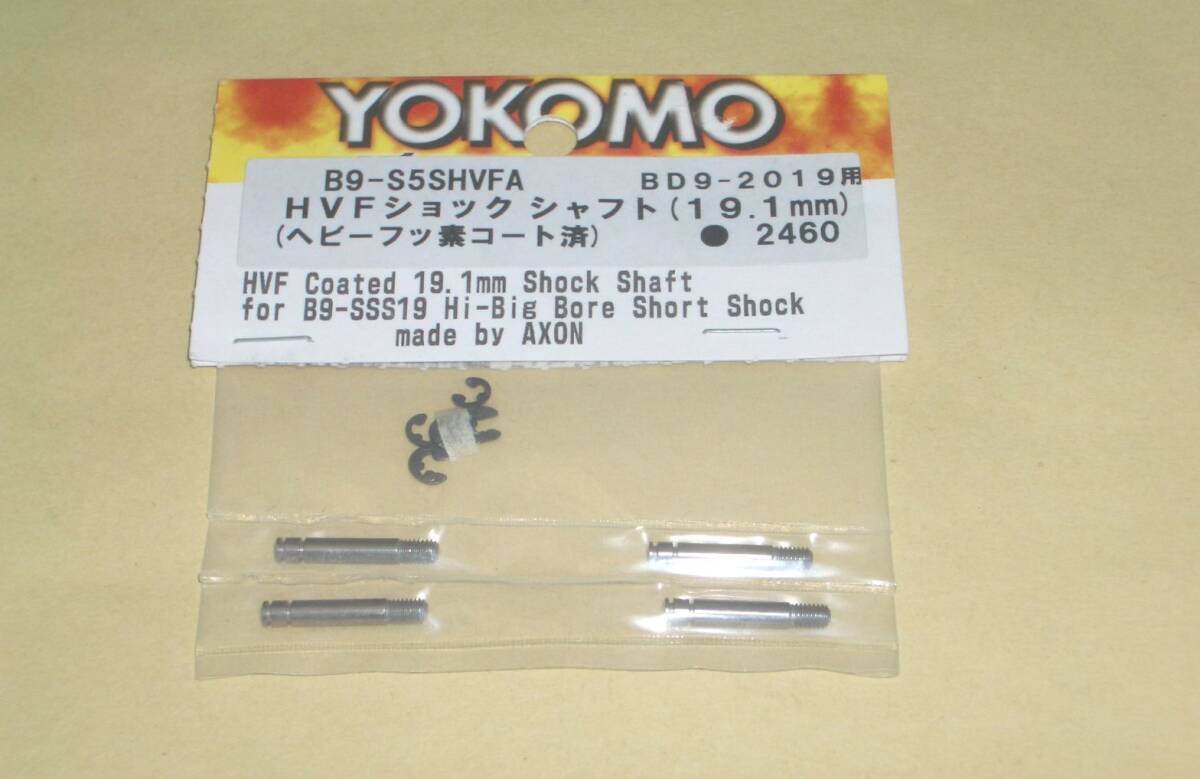 YOKOMO
B9-S5SHVFA BD9-2019用
HVFショック シャフト(19.1mm)
(ヘビーフッ素コート済) ● 2460
HVF Coated 19.1mm Shock Shaft
for B9-SSS19 Hi-Big Bore Short Shock
made by AXON